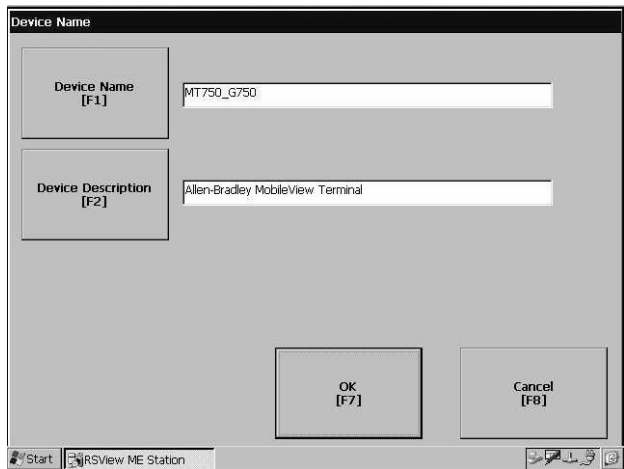 Device Name
Device Name
[F1]
MT750_G750
Device Description
[F2]
Allen-Bradley MobileView Terminal
OK
[F7]
Cancel
[F8]
Start
RSView ME Station